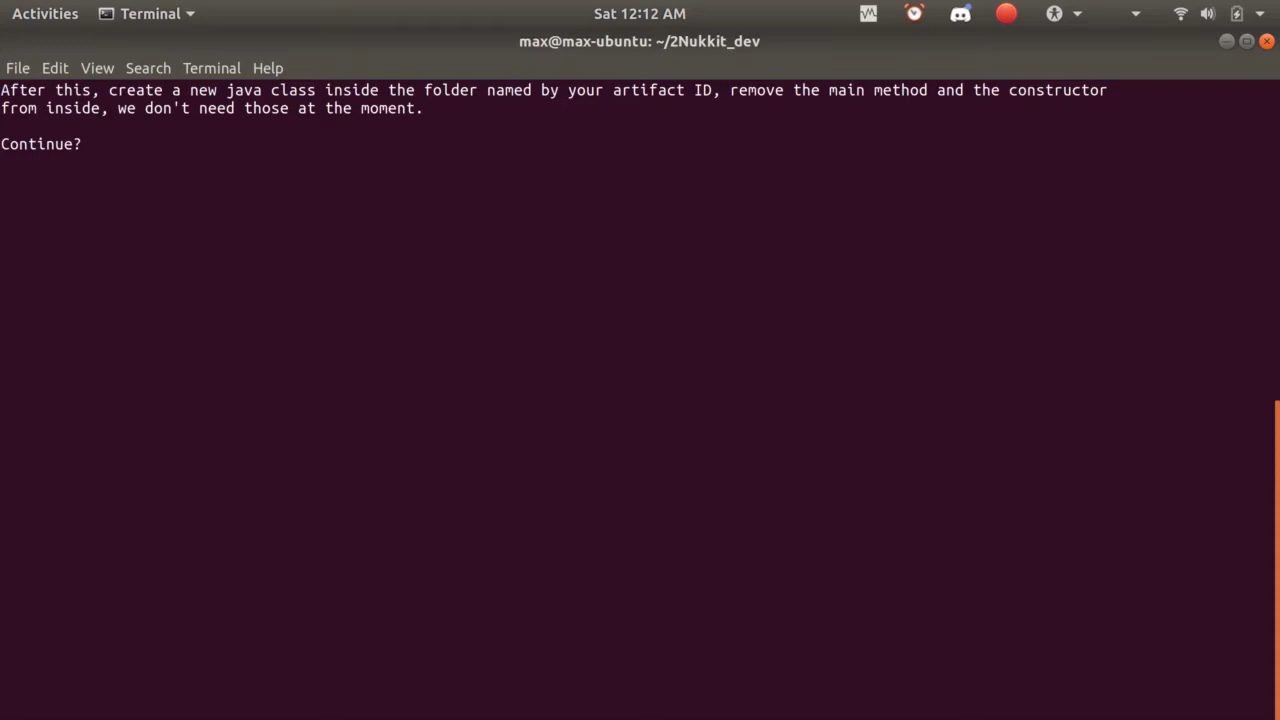 Activities Terminal Sat 12:12 AM
max@max-ubuntu: ~/2Nukkit_dev
File Edit View Search Terminal Help
After this, create a new java class inside the folder named by your artifact ID, remove the main method and the constructor
from inside, we don't need those at the moment.
Continue?